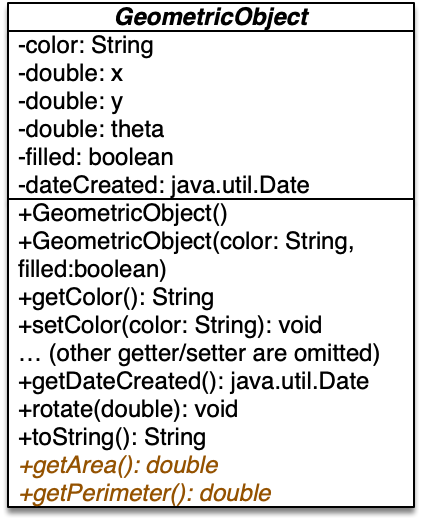 GeometricObject
-color: String
-double: x
-double: y
-double: theta
-filled: boolean
-dateCreated: java.util.Date
+GeometricObject()
+GeometricObject(color: String,
filled:boolean)
+getColor(): String
+setColor(color: String): void
… (other getter/setter are omitted)
+getDateCreated(): java.util.Date
+rotate(double): void
+toString(): String
+getArea(): double
+getPerimeter(): double